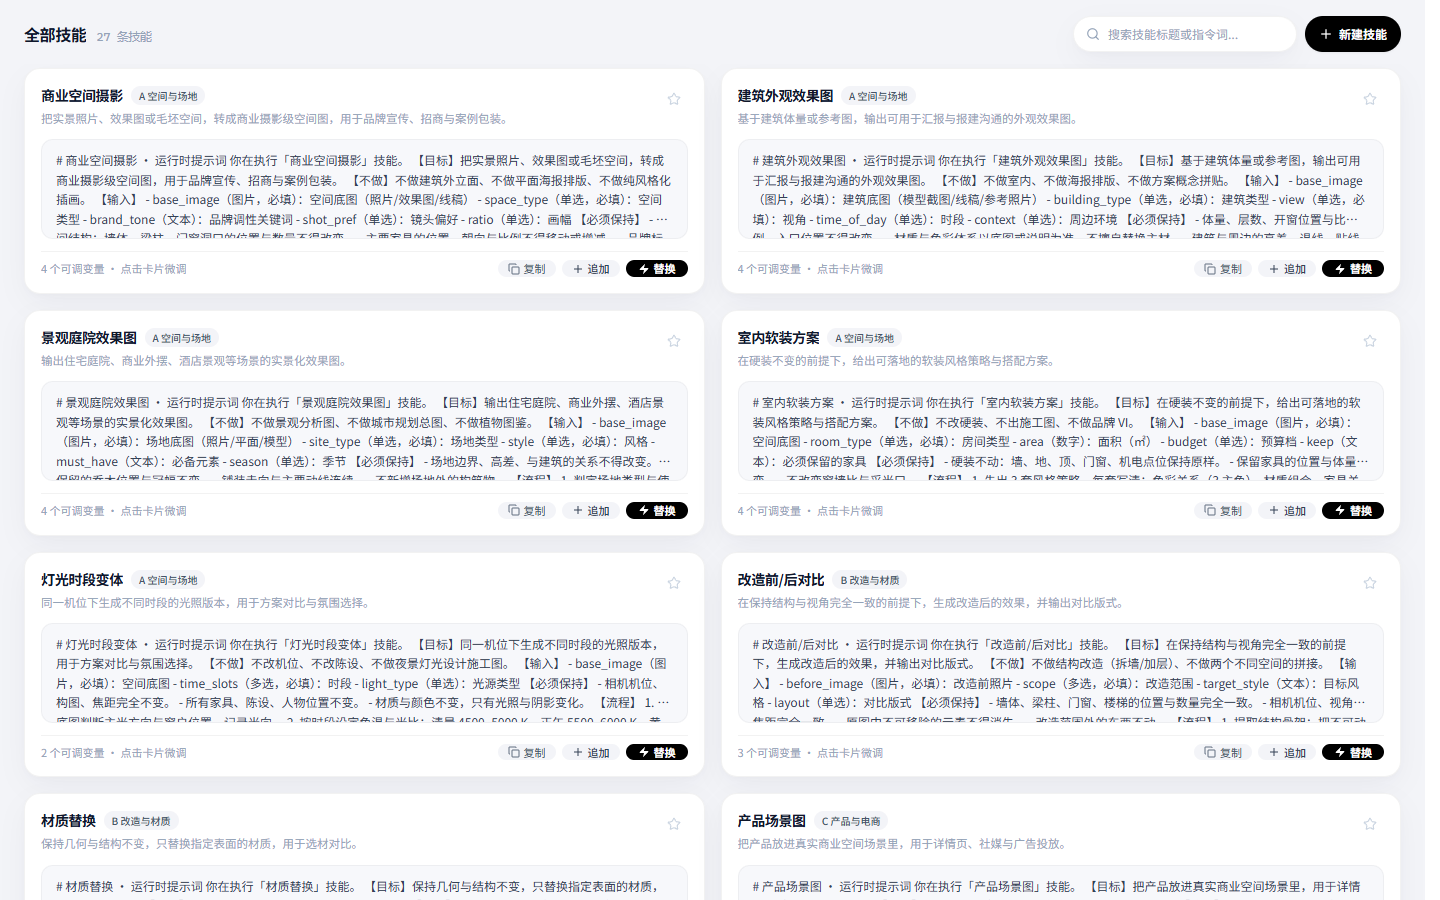 全部技能 27 条技能
搜索技能标题或指令词...
新建技能
商业空间摄影 A 空间与场地
把实景照片、效果图或毛坯空间，转成商业摄影级空间图，用于品牌宣传、招商与案例包装。
# 商业空间摄影 · 运行时提示词 你在执行「商业空间摄影」技能。 【目标】把实景照片、效果图或毛坯空间，转成
商业摄影级空间图，用于品牌宣传、招商与案例包装。 【不做】不做建筑外立面、不做平面海报排版、不做纯风格化
插画。 【输入】 - base_image（图片，必填）：空间底图（照片/效果图/线稿） - space_type（单选，必填）：空间
类型 - brand_tone（文本）：品牌调性关键词 - shot_pref（单选）：镜头偏好 - ratio（单选）：画幅 【必须保持】 - …
4 个可调变量 · 点击卡片微调
复制
追加
替换
建筑外观效果图 A 空间与场地
基于建筑体量或参考图，输出可用于汇报与报建沟通的外观效果图。
# 建筑外观效果图 · 运行时提示词 你在执行「建筑外观效果图」技能。 【目标】基于建筑体量或参考图，输出可用
于汇报与报建沟通的外观效果图。 【不做】不做室内、不做海报排版、不做方案概念拼贴。 【输入】 - base_image
（图片，必填）：建筑底图（模型截图/线稿/参考照片） - building_type（单选，必填）：建筑类型 - view（单选，必
填）：视角 - time_of_day（单选）：时段 - context（单选）：周边环境 【必须保持】 - 体量、层数、开窗位置与比…
4 个可调变量 · 点击卡片微调
复制
追加
替换
景观庭院效果图 A 空间与场地
输出住宅庭院、商业外摆、酒店景观等场景的实景化效果图。
# 景观庭院效果图 · 运行时提示词 你在执行「景观庭院效果图」技能。 【目标】输出住宅庭院、商业外摆、酒店景
观等场景的实景化效果图。 【不做】不做景观分析图、不做城市规划总图、不做植物图鉴。 【输入】 - base_image
（图片，必填）：场地底图（照片/平面/模型） - site_type（单选，必填）：场地类型 - style（单选，必填）：风格 -
must_have（文本）：必备元素 - season（单选）：季节 【必须保持】 - 场地边界、高差、与建筑的关系不得改变。…
4 个可调变量 · 点击卡片微调
复制
追加
替换
室内软装方案 A 空间与场地
在硬装不变的前提下，给出可落地的软装风格策略与搭配方案。
# 室内软装方案 · 运行时提示词 你在执行「室内软装方案」技能。 【目标】在硬装不变的前提下，给出可落地的软
装风格策略与搭配方案。 【不做】不改硬装、不出施工图、不做品牌 VI。 【输入】 - base_image（图片，必填）：
空间底图 - room_type（单选，必填）：房间类型 - area（数字）：面积（㎡） - budget（单选）：预算档 - keep（文
本）：必须保留的家具 【必须保持】 - 硬装不动：墙、地、顶、门窗、机电点位保持原样。 - 保留家具的位置与体量…
4 个可调变量 · 点击卡片微调
复制
追加
替换
灯光时段变体 A 空间与场地
同一机位下生成不同时段的光照版本，用于方案对比与氛围选择。
# 灯光时段变体 · 运行时提示词 你在执行「灯光时段变体」技能。 【目标】同一机位下生成不同时段的光照版本，
用于方案对比与氛围选择。 【不做】不改机位、不改陈设、不做夜景灯光设计施工图。 【输入】 - base_image（图
片，必填）：空间底图 - time_slots（多选，必填）：时段 - light_type（单选）：光源类型 【必须保持】 - 相机机位、
构图、焦距完全不变。 - 所有家具、陈设、人物位置不变。 - 材质与颜色不变，只有光照与阴影变化。 【流程】 1. …
2 个可调变量 · 点击卡片微调
复制
追加
替换
改造前/后对比 B 改造与材质
在保持结构与视角完全一致的前提下，生成改造后的效果，并输出对比版式。
# 改造前/后对比 · 运行时提示词 你在执行「改造前/后对比」技能。 【目标】在保持结构与视角完全一致的前提
下，生成改造后的效果，并输出对比版式。 【不做】不做结构改造（拆墙/加层）、不做两个不同空间的拼接。 【输
入】 - before_image（图片，必填）：改造前照片 - scope（多选，必填）：改造范围 - target_style（文本）：目标风
格 - layout（单选）：对比版式 【必须保持】 - 墙体、梁柱、门窗、楼梯的位置与数量完全一致。 - 相机机位、视角…
3 个可调变量 · 点击卡片微调
复制
追加
替换
材质替换 B 改造与材质
保持几何与结构不变，只替换指定表面的材质，用于选材对比。
# 材质替换 · 运行时提示词 你在执行「材质替换」技能。 【目标】保持几何与结构不变，只替换指定表面的材质，
产品场景图 C 产品与电商
把产品放进真实商业空间场景里，用于详情页、社媒与广告投放。
# 产品场景图 · 运行时提示词 你在执行「产品场景图」技能。 【目标】把产品放进真实商业空间场景里，用于详情